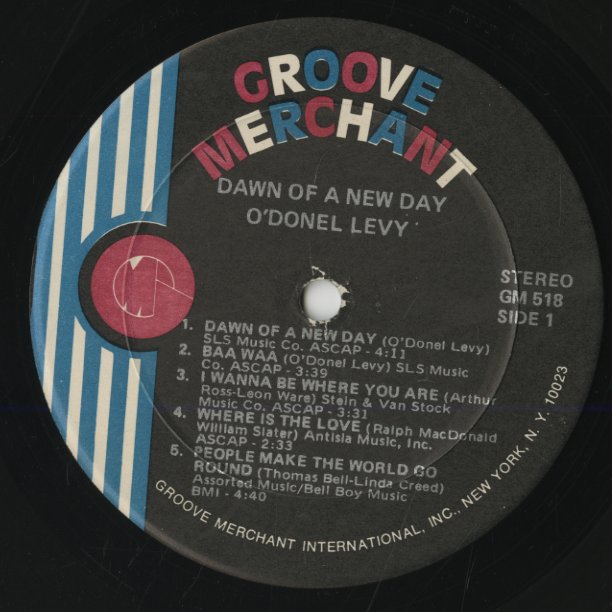 GROOVE
MERCHANT
DAWN OF A NEW DAY
O'DONEL LEVY
STEREO
GM 518
SIDE 1
1. DAWN OF A NEW DAY (O'Donel Levy)
SLS Music Co. ASCAP - 4:11
2. BAA WAA (O'Donel Levy) SLS Music
Co. ASCAP - 3:39
3. I WANNA BE WHERE YOU ARE (Arthur
Ross-Leon Ware) Stein & Van Stock
Music Co. ASCAP - 3:31
4. WHERE IS THE LOVE (Ralph MacDonald
William Slater) Antisia Music, Inc.
ASCAP - 2:33
5. PEOPLE MAKE THE WORLD GO
ROUND (Thomas Bell-Linda Creed)
Assorted Music/Bell Boy Music
BMI - 4:40
GROOVE MERCHANT INTERNATIONAL, INC., NEW YORK, N. Y. 10023